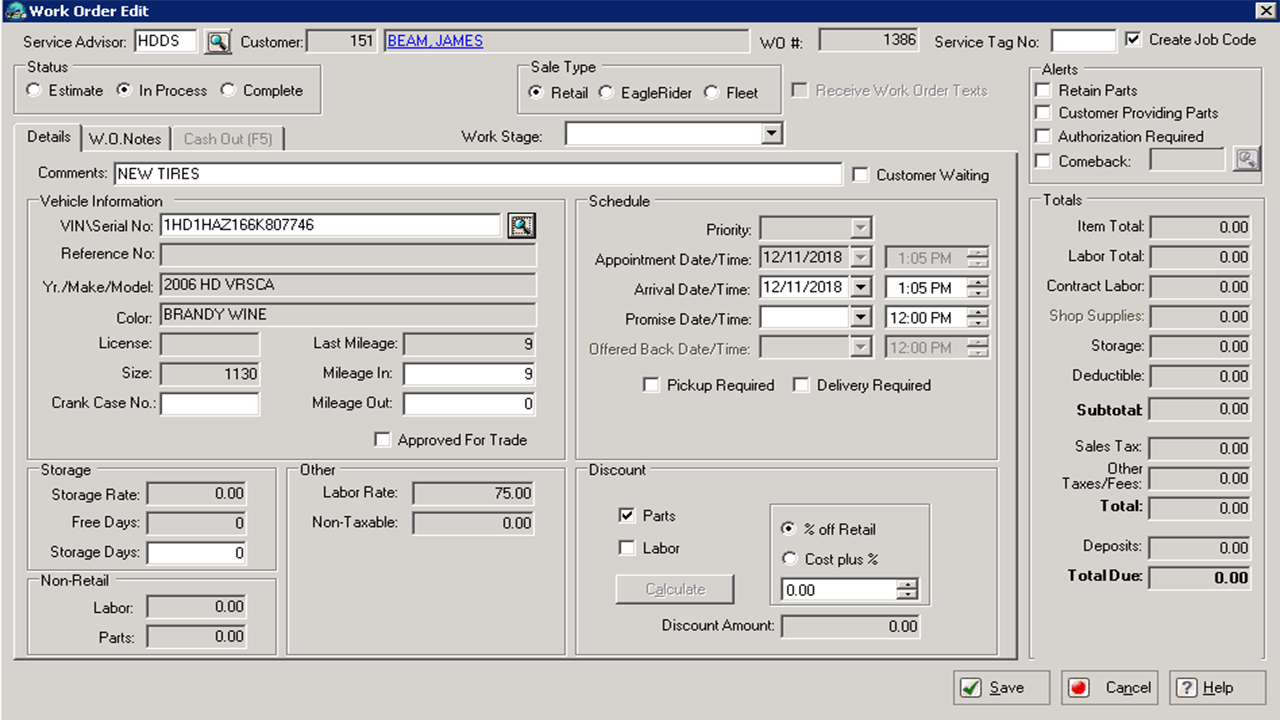 Work Order Edit
Service Advisor: HDDS Customer: 151 BEAM, JAMES WO #: 1386 Service Tag No: Create Job Code
Status
Estimate In Process Complete
Sale Type
Retail EagleRider Fleet
Receive Work Order Texts
Alerts
Retain Parts
Customer Providing Parts
Authorization Required
Comeback:
Details W.O.Notes Cash Out (F5)
Work Stage:
Comments: NEW TIRES Customer Waiting
Vehicle Information
VIN\Serial No: 1HD1HAZ166K807746
Reference No:
Yr./Make/Model: 2006 HD VRSCA
Color: BRANDY WINE
License: Last Mileage: 9
Size: 1130 Mileage In: 9
Crank Case No.: Mileage Out: 0
Approved For Trade
Schedule
Priority:
Appointment Date/Time: 12/11/2018 1:05 PM
Arrival Date/Time: 12/11/2018 1:05 PM
Promise Date/Time: 12:00 PM
Offered Back Date/Time: 12:00 PM
Pickup Required Delivery Required
Storage
Storage Rate: 0.00
Free Days: 0
Storage Days: 0
Non-Retail
Labor: 0.00
Parts: 0.00
Other
Labor Rate: 75.00
Non-Taxable: 0.00
Discount
Parts
Labor
Calculate
% off Retail
Cost plus %
0.00
Discount Amount: 0.00
Totals
Item Total: 0.00
Labor Total: 0.00
Contract Labor: 0.00
Shop Supplies: 0.00
Storage: 0.00
Deductible: 0.00
Subtotal: 0.00
Sales Tax: 0.00
Other
Taxes/Fees: 0.00
Total: 0.00
Deposits: 0.00
Total Due: 0.00
Save Cancel ? Help